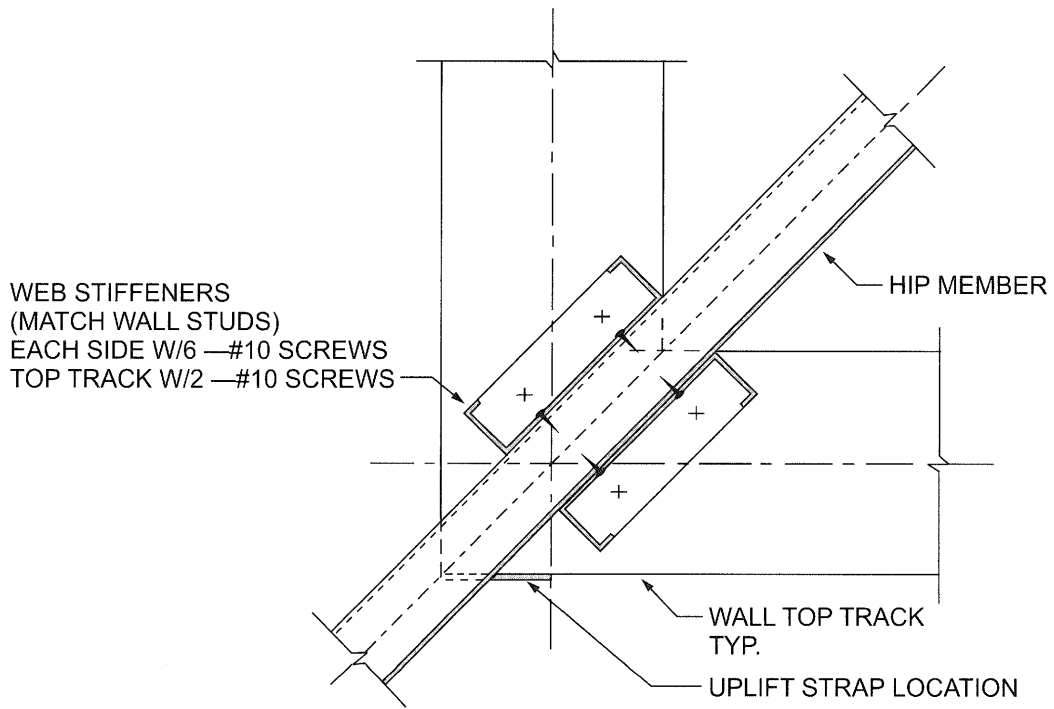 WEB STIFFENERS
(MATCH WALL STUDS)
EACH SIDE W/6 —#10 SCREWS
TOP TRACK W/2 —#10 SCREWS
HIP MEMBER
WALL TOP TRACK
TYP.
UPLIFT STRAP LOCATION